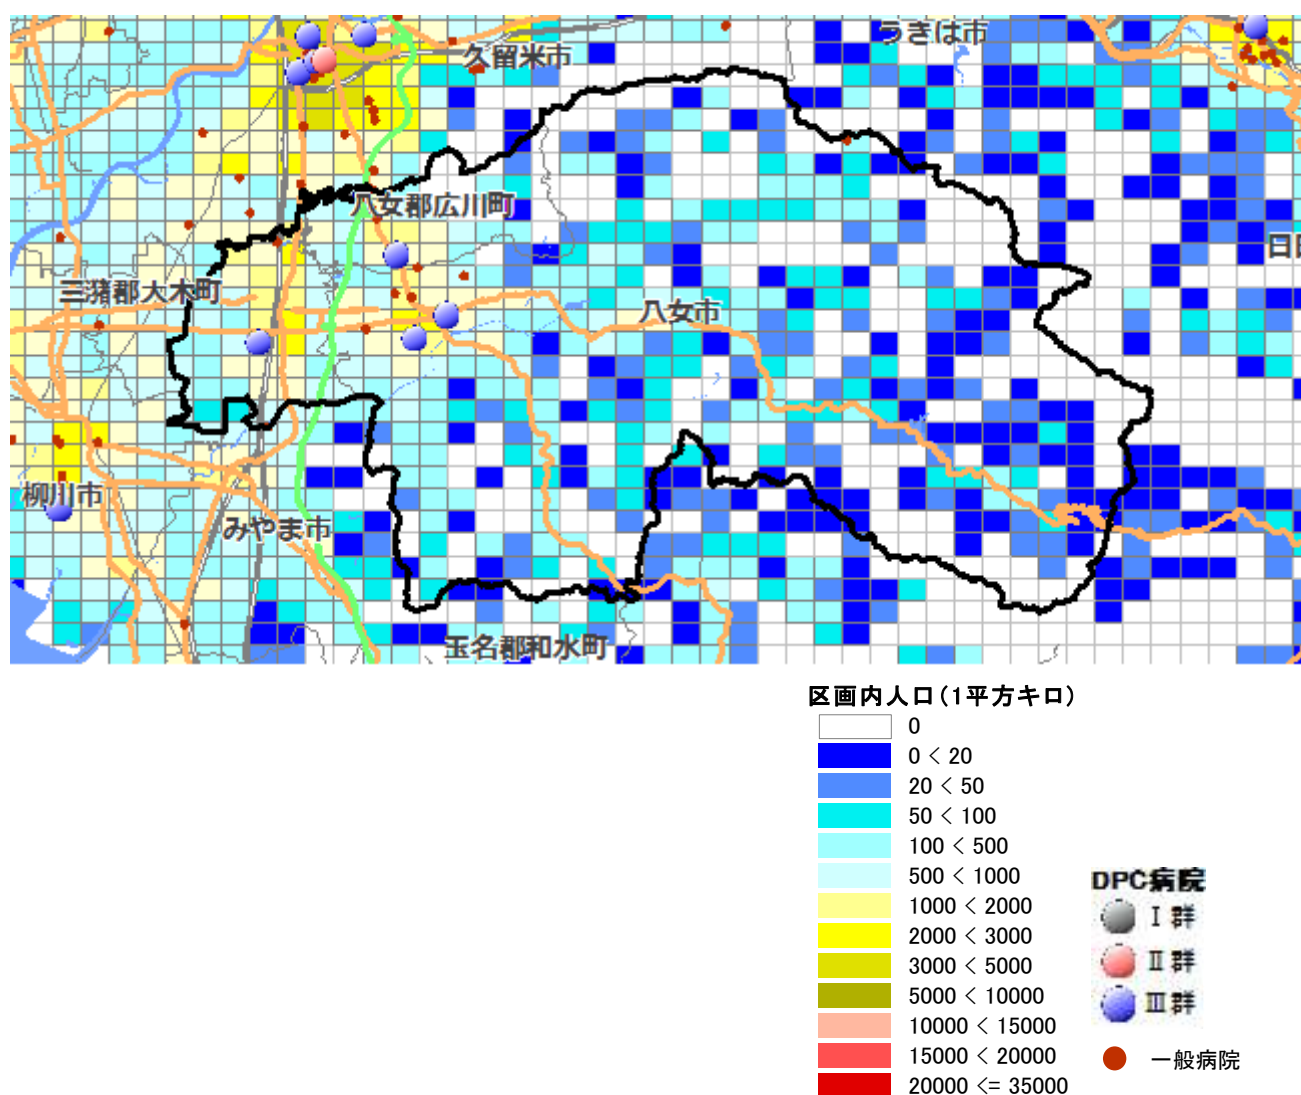 久留米市
うきは市
八女郡広川町
日田
三潴郡大木町
八女市
柳川市
みやま市
玉名郡和水町
区画内人口(1平方キロ)
0
0 < 20
20 < 50
50 < 100
100 < 500
500 < 1000
1000 < 2000
2000 < 3000
3000 < 5000
5000 < 10000
10000 < 15000
15000 < 20000
20000 <= 35000
DPC病院
Ⅰ群
Ⅱ群
Ⅲ群
一般病院